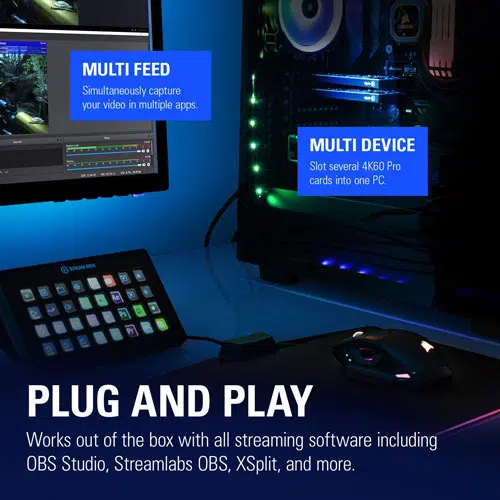 MULTI FEED
Simultaneously capture
your video in multiple apps.
MULTI DEVICE
Slot several 4K60 Pro
cards into one PC.
STREAM DECK
PLUG AND PLAY
Works out of the box with all streaming software including
OBS Studio, Streamlabs OBS, XSplit, and more.